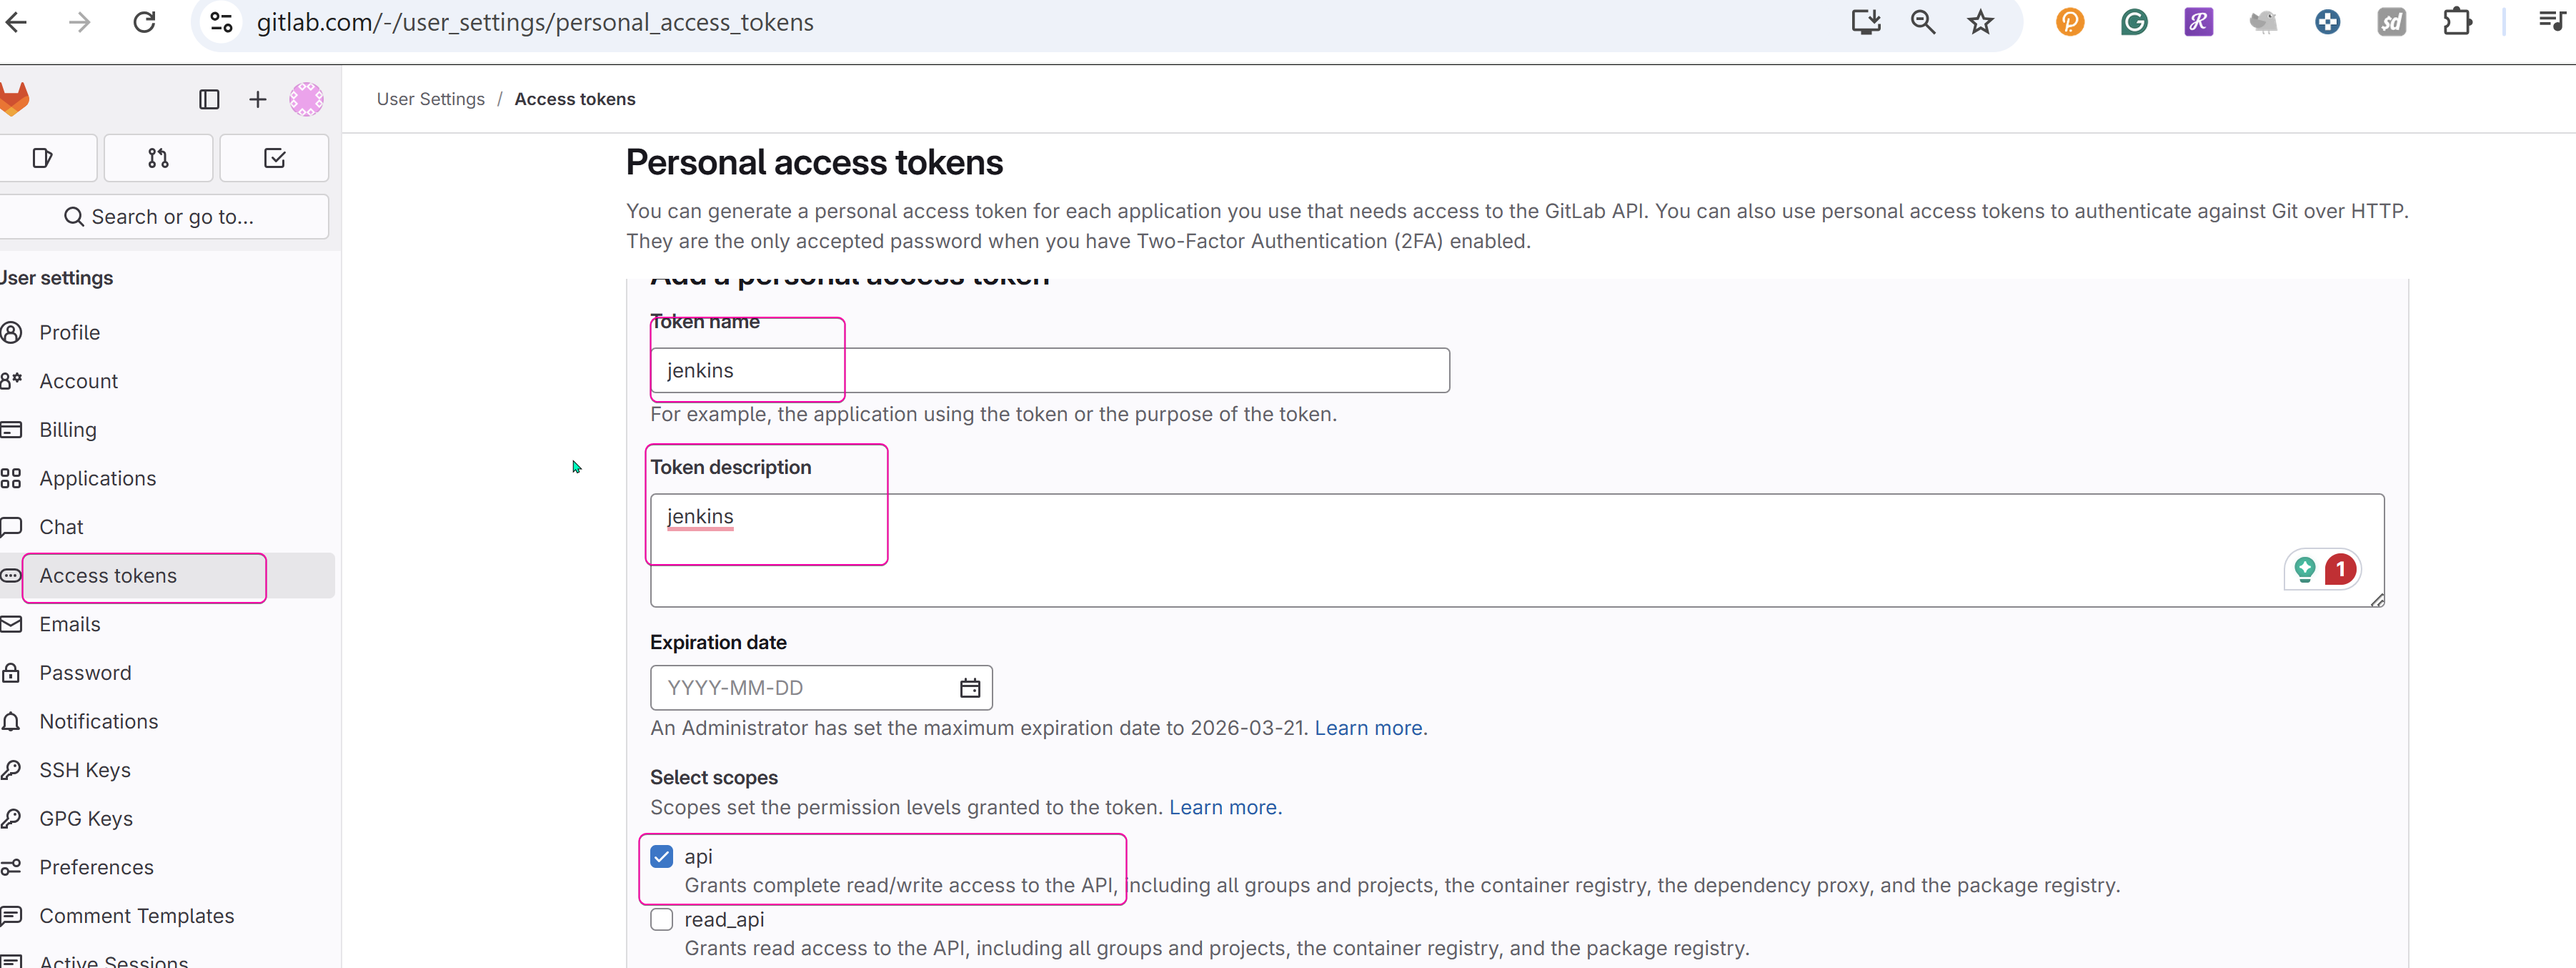 gitlab.com/-/user_settings/personal_access_tokens
User Settings / Access tokens
Search or go to...
User settings
Profile
Account
Billing
Applications
Chat
Access tokens
Emails
Password
Notifications
SSH Keys
GPG Keys
Preferences
Comment Templates
Active Sessions
Personal access tokens
You can generate a personal access token for each application you use that needs access to the GitLab API. You can also use personal access tokens to authenticate against Git over HTTP.
They are the only accepted password when you have Two-Factor Authentication (2FA) enabled.
Add a personal access token
Token name
jenkins
For example, the application using the token or the purpose of the token.
Token description
jenkins
1
Expiration date
YYYY-MM-DD
An Administrator has set the maximum expiration date to 2026-03-21. Learn more.
Select scopes
Scopes set the permission levels granted to the token. Learn more.
api
Grants complete read/write access to the API, including all groups and projects, the container registry, the dependency proxy, and the package registry.
read_api
Grants read access to the API, including all groups and projects, the container registry, and the package registry.